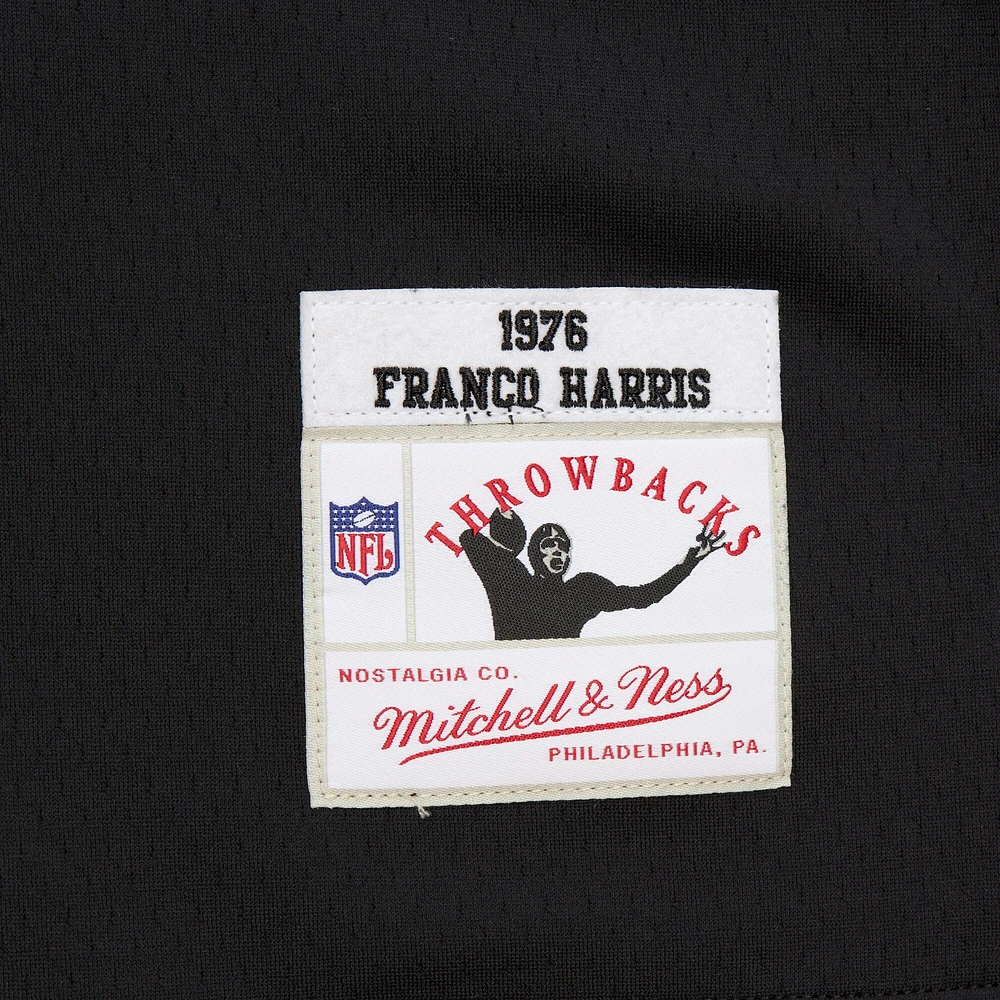 1976
FRANCO HARRIS
THROWBACKS
NFL
NOSTALGIA CO.
Mitchell & Ness
PHILADELPHIA, PA.